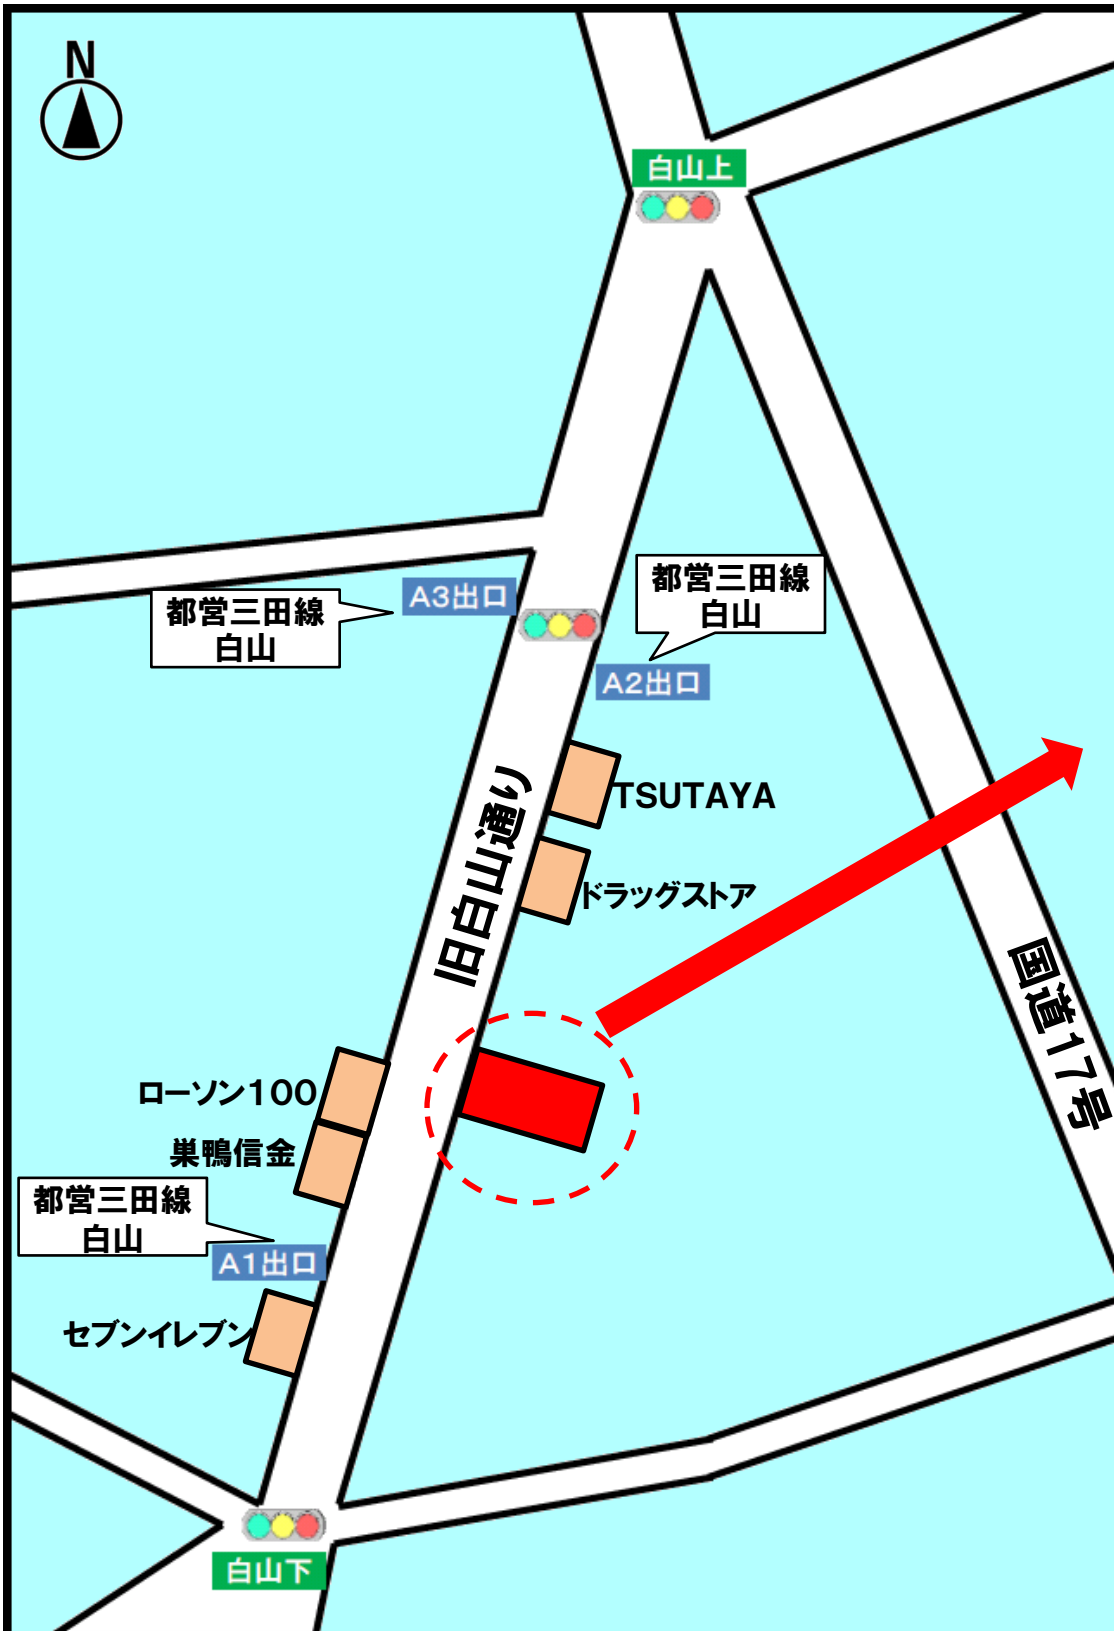 N
白山上
都営三田線
白山
A3出口
都営三田線
白山
A2出口
TSUTAYA
旧白山通り
ドラッグストア
国道17号
ローソン100
巣鴨信金
都営三田線
白山
A1出口
セブンイレブン
白山下